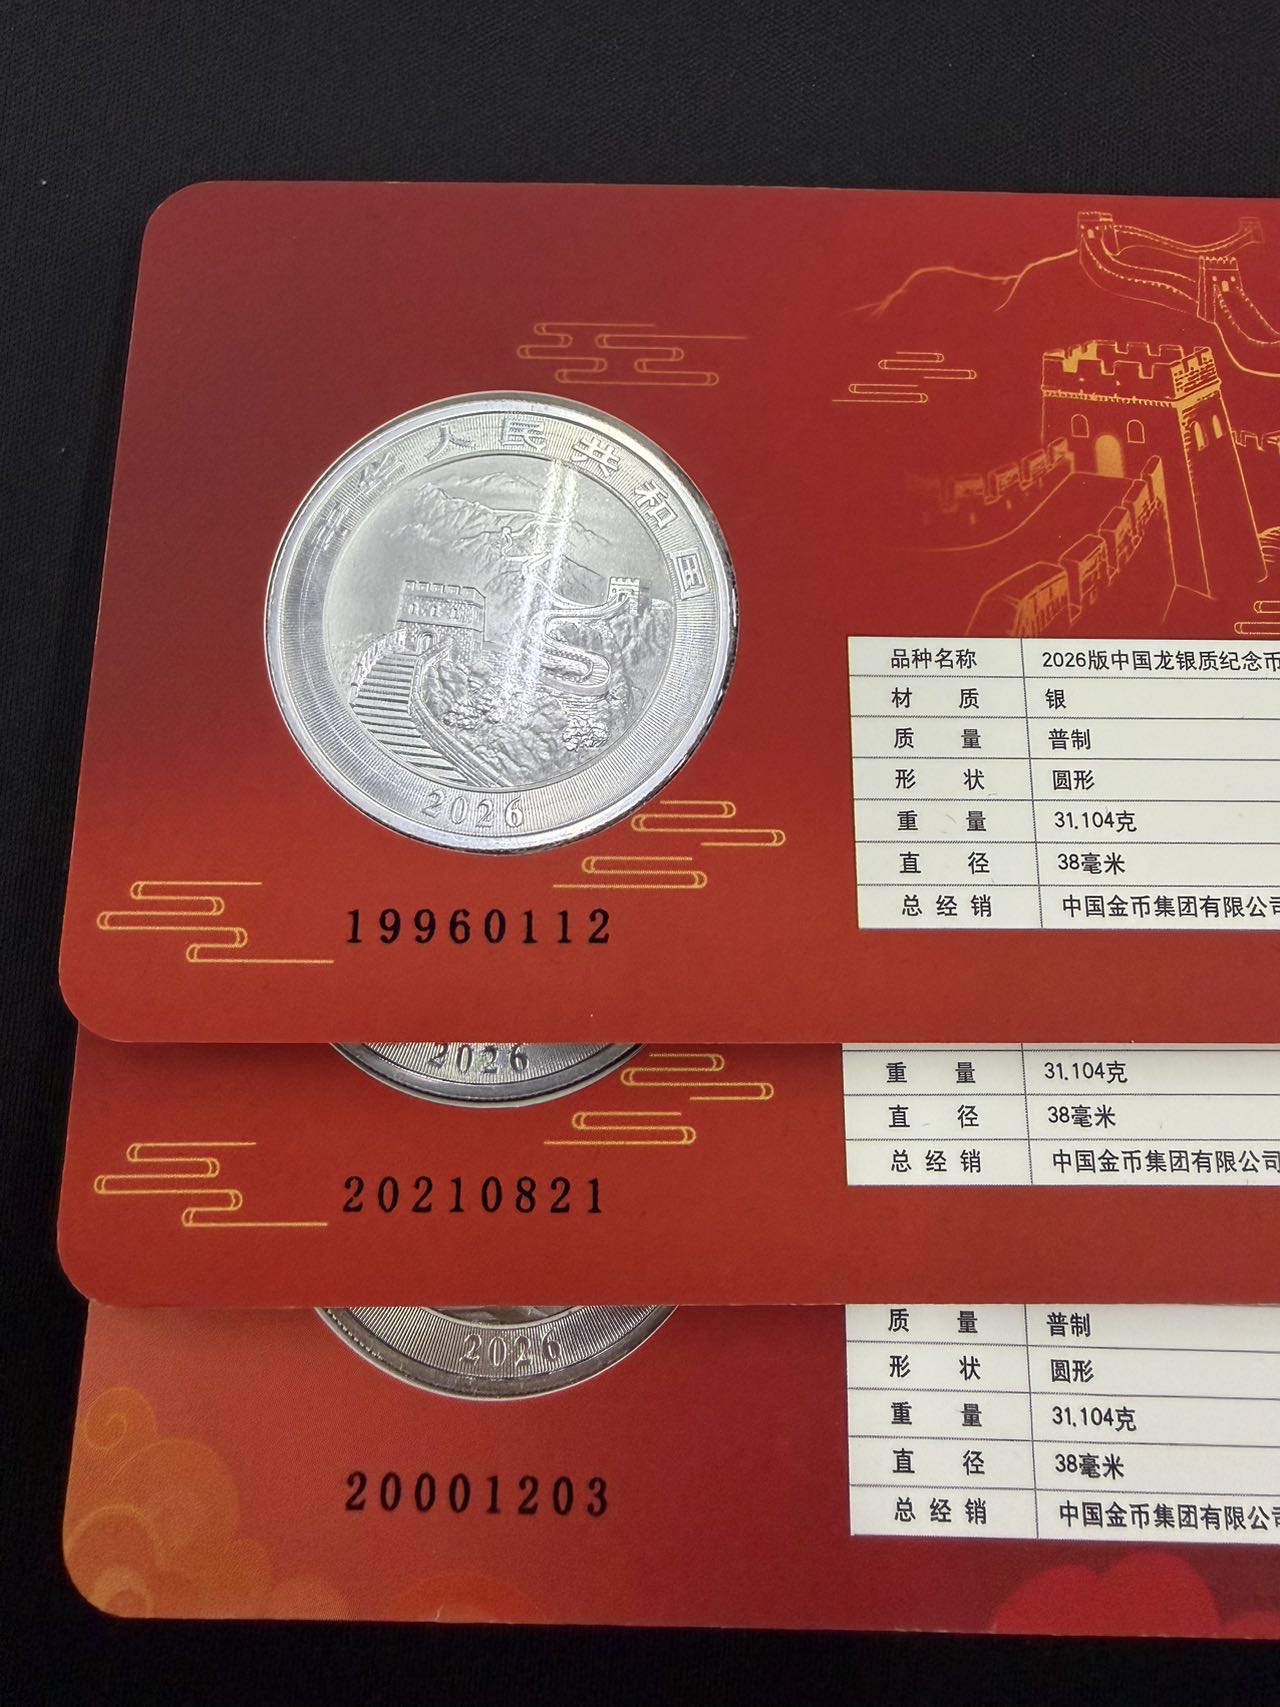 中华人民共和国
2026
19960112
品种名称 2026版中国龙银质纪念币
材 质 银
质 量 普制
形 状 圆形
重 量 31.104克
直 径 38毫米
总 经 销 中国金币集团有限公司
2026
20210821
重 量 31.104克
直 径 38毫米
总 经 销 中国金币集团有限公司
2026
20001203
质 量 普制
形 状 圆形
重 量 31.104克
直 径 38毫米
总 经 销 中国金币集团有限公司